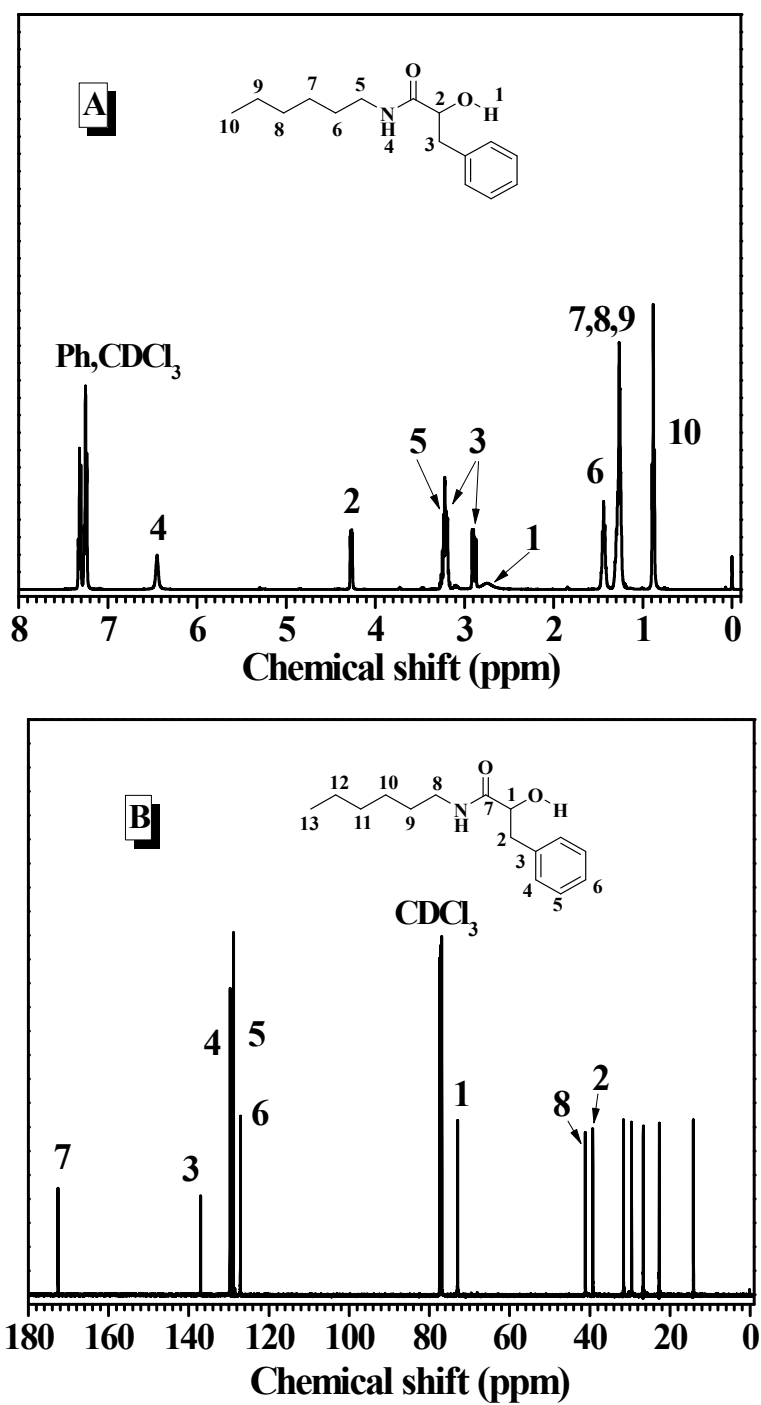 A
O
9 7 5 2 O 1
H
10 8 6 N
H
4 3
7,8,9
Ph,CDCl3
10
5 3
6
4 2
1
8 7 6 5 4 3 2 1 0
Chemical shift (ppm)
B
O
12 10 8 1 O
H
13 11 9 N 7
H
2
3
4 6
5
CDCl3
4 5
6 1 8 2
7 3
180 160 140 120 100 80 60 40 20 0
Chemical shift (ppm)